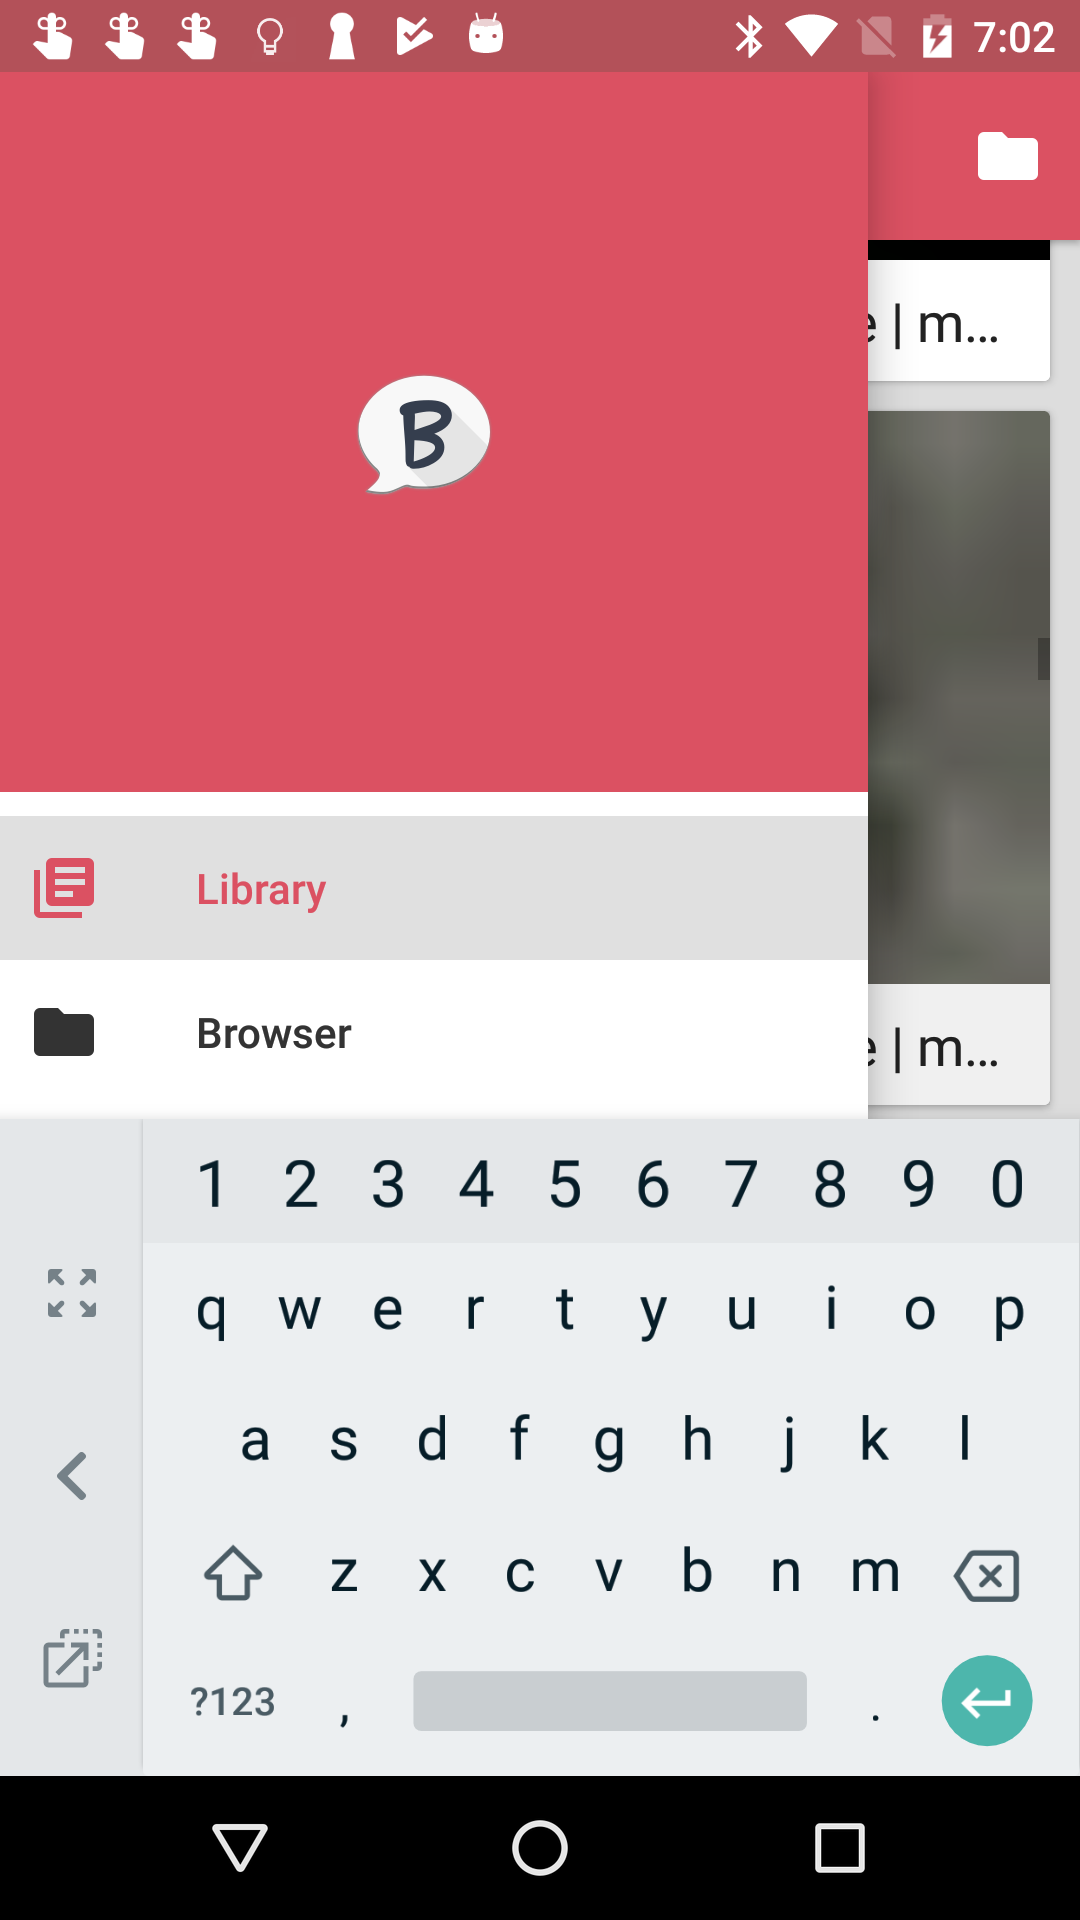 7:02
B
e | m...
Library
Browser
e | m...
1 2 3 4 5 6 7 8 9 0
q w e r t y u i o p
a s d f g h j k l
z x c v b n m
?123 , .